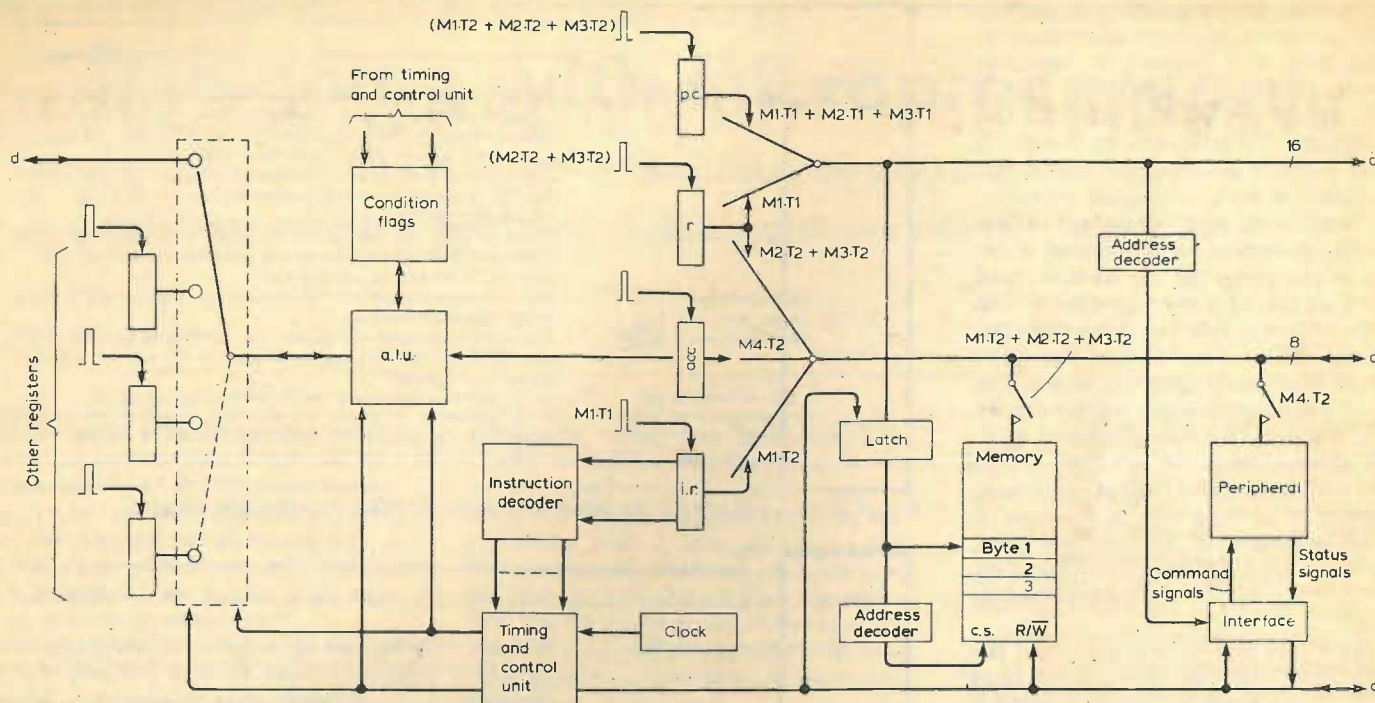 (M1·T2 + M2·T2 + M3·T2)
From timing
and control unit
pc
M1·T1 + M2·T1 + M3·T1
d
(M2·T2 + M3·T2)
16
Condition
flags
r
M1·T1
M2·T2 + M3·T2
Address
decoder
Other registers
a.l.u.
acc
M4·T2
M1·T2 + M2·T2 + M3·T2
8
M4·T2
M1·T1
Latch
Memory
Peripheral
Instruction
decoder
i.r.
M1·T2
Byte 1
2
3
Command
signals
Status
signals
Timing
and
control
unit
Clock
Address
decoder
c.s.
R/W̅
Interface